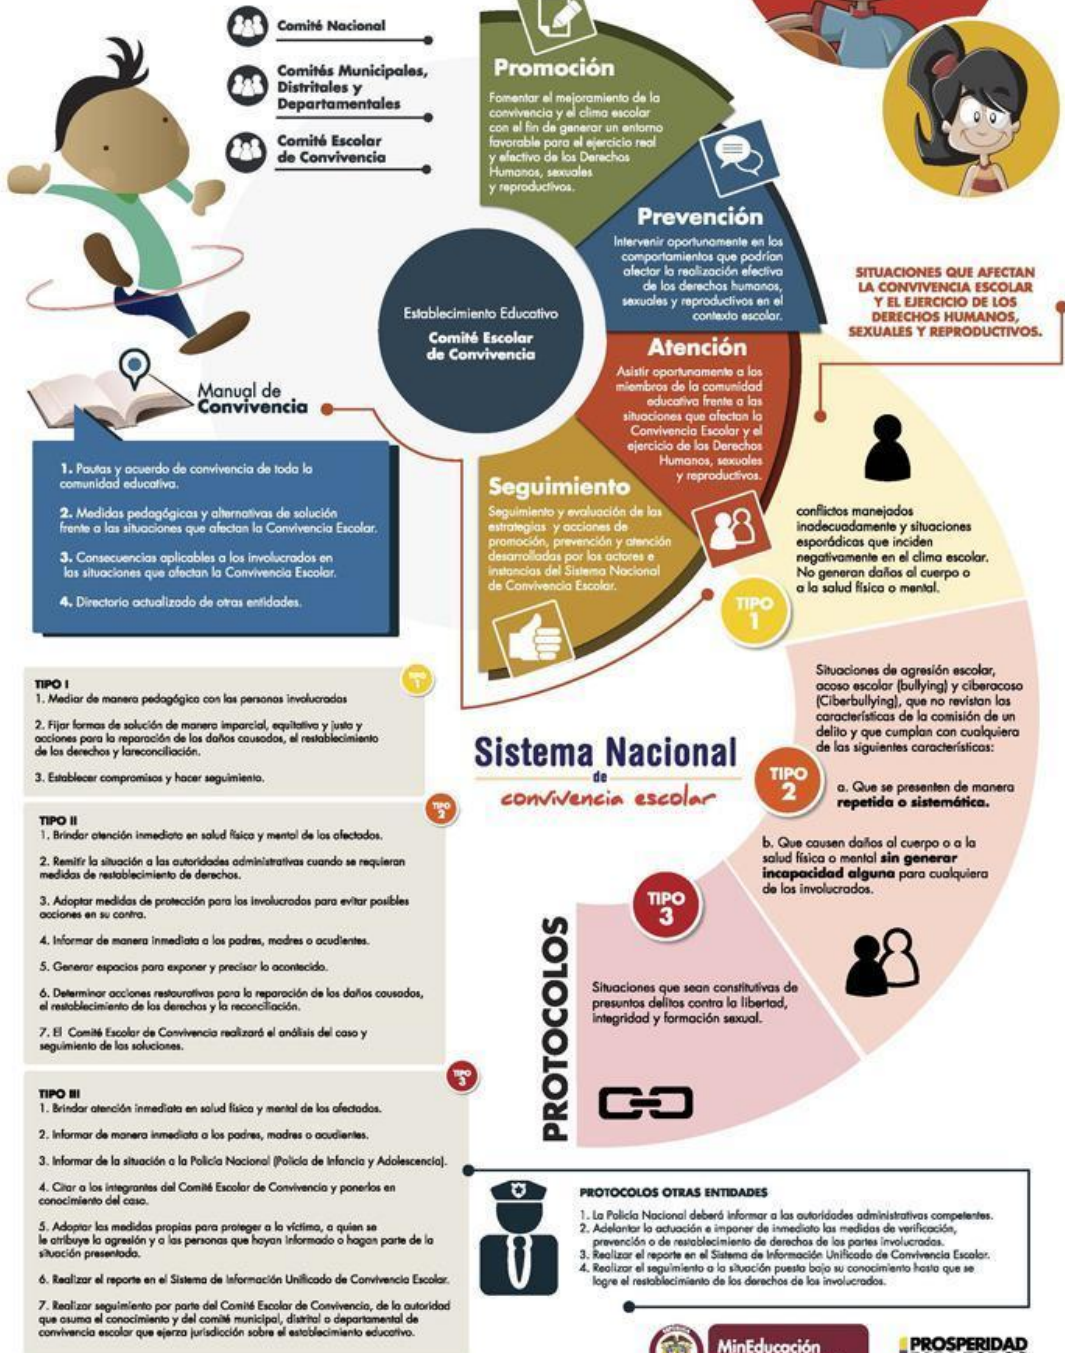 Comité Nacional
Comités Municipales,
Distritales y
Departamentales
Comité Escolar
de Convivencia
Promoción
Fomentar el mejoramiento de la
convivencia y el clima escolar
con el fin de generar un entorno
favorable para el ejercicio real
y efectivo de los Derechos
Humanos, sexuales
y reproductivos.
Prevención
Intervenir oportunamente en los
comportamientos que podrían
afectar la realización efectiva
de los derechos humanos,
sexuales y reproductivos en el
contexto escolar.
Establecimiento Educativo
Comité Escolar
de Convivencia
Atención
Asistir oportunamente a los
miembros de la comunidad
educativa frente a las
situaciones que afectan la
Convivencia Escolar y el
ejercicio de los Derechos
Humanos, sexuales
y reproductivos.
Seguimiento
Seguimiento y evaluación de las
estrategias y acciones de
promoción, prevención y atención
desarrolladas por los actores e
instancias del Sistema Nacional
de Convivencia Escolar.
SITUACIONES QUE AFECTAN
LA CONVIVENCIA ESCOLAR
Y EL EJERCICIO DE LOS
DERECHOS HUMANOS,
SEXUALES Y REPRODUCTIVOS.
Manual de
Convivencia
1. Pautas y acuerdo de convivencia de toda la
comunidad educativa.
2. Medidas pedagógicas y alternativas de solución
frente a las situaciones que afectan la Convivencia Escolar.
3. Consecuencias aplicables a los involucrados en
las situaciones que afectan la Convivencia Escolar.
4. Directorio actualizado de otras entidades.
TIPO
1
conflictos manejados
inadecuadamente y situaciones
esporádicas que inciden
negativamente en el clima escolar.
No generan daños al cuerpo o
a la salud física o mental.
TIPO
2
Situaciones de agresión escolar,
acoso escolar (bullying) y ciberacoso
(Ciberbullying), que no revistan las
características de la comisión de un
delito y que cumplan con cualquiera
de las siguientes características:
a. Que se presenten de manera
repetida o sistemática.
b. Que causen daños al cuerpo o a la
salud física o mental sin generar
incapacidad alguna para cualquiera
de los involucrados.
TIPO
3
Situaciones que sean constitutivas de
presuntos delitos contra la libertad,
integridad y formación sexual.
Sistema Nacional
de
convivencia escolar
PROTOCOLOS
TIPO
1
TIPO I
1. Mediar de manera pedagógica con las personas involucradas
2. Fijar formas de solución de manera imparcial, equitativa y justa y
acciones para la reparación de los daños causados, el restablecimiento
de los derechos y lareconciliación.
3. Establecer compromisos y hacer seguimiento.
TIPO
2
TIPO II
1. Brindar atención inmediata en salud física y mental de los afectados.
2. Remitir la situación a las autoridades administrativas cuando se requieran
medidas de restablecimiento de derechos.
3. Adoptar medidas de protección para los involucrados para evitar posibles
acciones en su contra.
4. Informar de manera inmediata a los padres, madres o acudientes.
5. Generar espacios para exponer y precisar lo acontecido.
6. Determinar acciones restaurativas para la reparación de los daños causados,
el restablecimiento de los derechos y la reconciliación.
7. El Comité Escolar de Convivencia realizará el análisis del caso y
seguimiento de las soluciones.
TIPO
3
TIPO III
1. Brindar atención inmediata en salud física y mental de los afectados.
2. Informar de manera inmediata a los padres, madres o acudientes.
3. Informar de la situación a la Policía Nacional (Policía de Infancia y Adolescencia).
4. Citar a los integrantes del Comité Escolar de Convivencia y ponerlos en
conocimiento del caso.
5. Adoptar las medidas propias para proteger a la víctima, a quien se
le atribuye la agresión y a las personas que hayan informado o hagan parte de la
situación presentada.
6. Realizar el reporte en el Sistema de Información Unificado de Convivencia Escolar.
7. Realizar seguimiento por parte del Comité Escolar de Convivencia, de la autoridad
que asuma el conocimiento y del comité municipal, distrital o departamental de
convivencia escolar que ejerza jurisdicción sobre el establecimiento educativo.
PROTOCOLOS OTRAS ENTIDADES
1. La Policía Nacional deberá informar a las autoridades administrativas competentes.
2. Adelantar la actuación e imponer de inmediato las medidas de verificación,
prevención o de restablecimiento de derechos de las partes involucradas.
3. Realizar el reporte en el Sistema de Información Unificado de Convivencia Escolar.
4. Realizar el seguimiento a la situación puesta bajo su conocimiento hasta que se
logre el restablecimiento de los derechos de los involucrados.
MinEducación
PROSPERIDAD